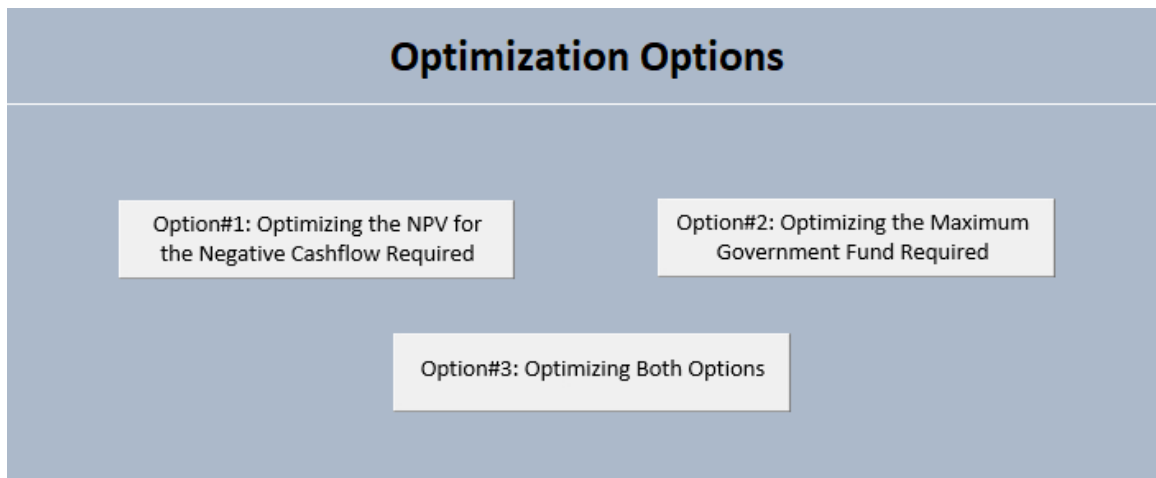 Optimization Options
Option#1: Optimizing the NPV for
the Negative Cashflow Required
Option#2: Optimizing the Maximum
Government Fund Required
Option#3: Optimizing Both Options